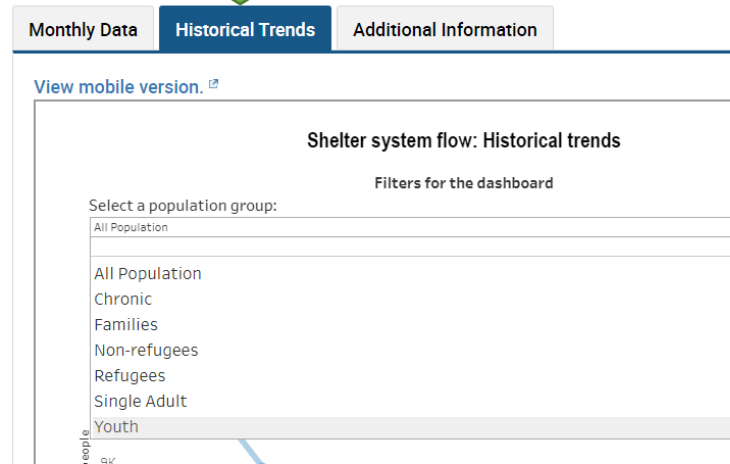 Monthly Data Historical Trends Additional Information
View mobile version.
Shelter system flow: Historical trends
Filters for the dashboard
Select a population group:
All Population
All Population
Chronic
Families
Non-refugees
Refugees
Single Adult
Youth
people
9K